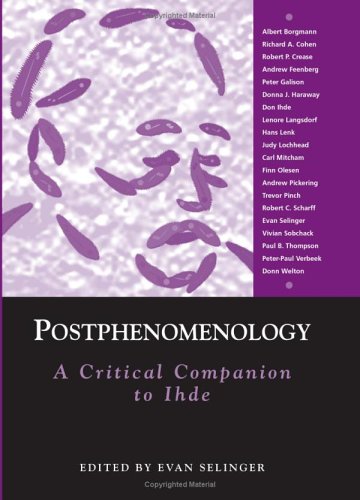 Albert Borgmann
Richard A. Cohen
Robert P. Crease
Andrew Feenberg
Peter Galison
Donna J. Haraway
Don Ihde
Lenore Langsdorf
Hans Lenk
Judy Lochhead
Carl Mitcham
Finn Olesen
Andrew Pickering
Trevor Pinch
Robert C. Scharff
Evan Selinger
Vivian Sobchack
Paul B. Thompson
Peter-Paul Verbeek
Donn Welton
POSTPHENOMENOLOGY
A Critical Companion
to Ihde
EDITED BY EVAN SELINGER
Copyrighted Material